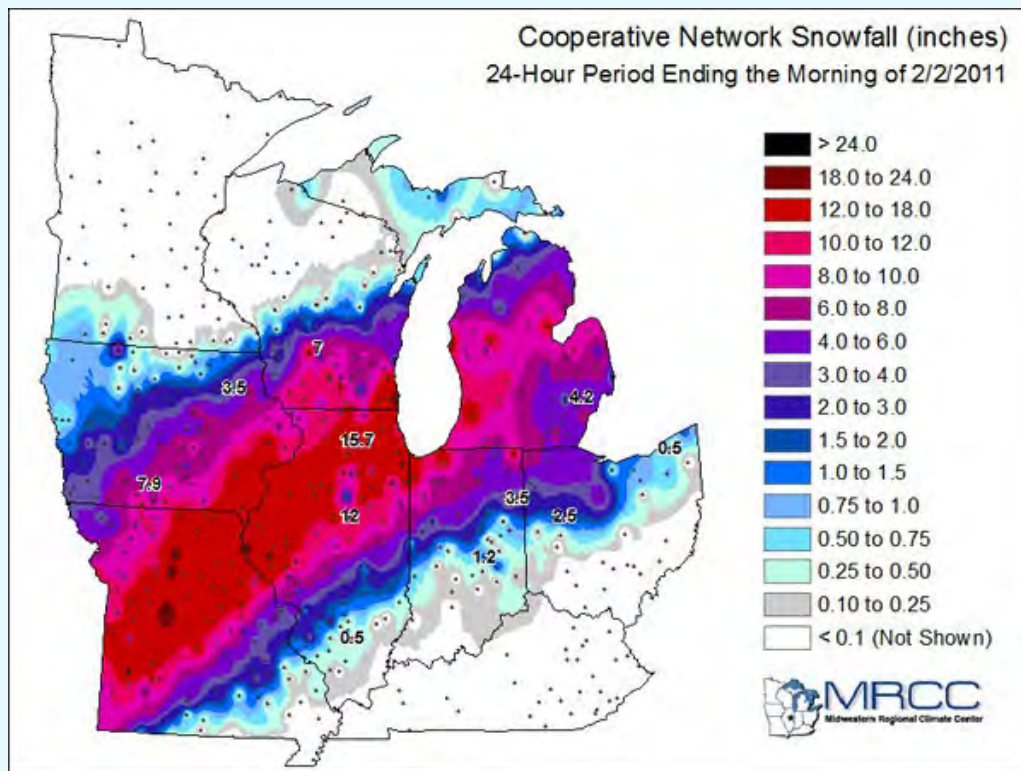 Cooperative Network Snowfall (inches)
24-Hour Period Ending the Morning of 2/2/2011
> 24.0
18.0 to 24.0
12.0 to 18.0
10.0 to 12.0
8.0 to 10.0
6.0 to 8.0
4.0 to 6.0
3.0 to 4.0
2.0 to 3.0
1.5 to 2.0
1.0 to 1.5
0.75 to 1.0
0.50 to 0.75
0.25 to 0.50
0.10 to 0.25
< 0.1 (Not Shown)
7
3.5
4.2
15.7
0.5
7.9
3.5
12
2.5
1.2
0.5
MRCC
Midwestern Regional Climate Center